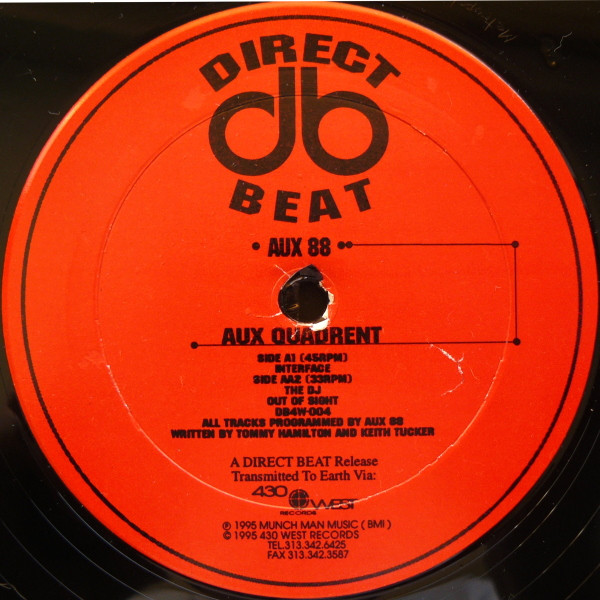 DIRECT
db
BEAT
• AUX 88 ••
AUX QUADRENT
SIDE A1 (45RPM)
INTERFACE
SIDE AA2 (33RPM)
THE DJ
OUT OF SIGHT
DB4W-004
ALL TRACKS PROGRAMMED BY AUX 88
WRITTEN BY TOMMY HAMILTON AND KEITH TUCKER
A DIRECT BEAT Release
Transmitted To Earth Via:
430 WEST
RECORDS
℗ 1995 MUNCH MAN MUSIC ( BMI )
© 1995 430 WEST RECORDS
TEL.313.342.6425
FAX 313.342.3587